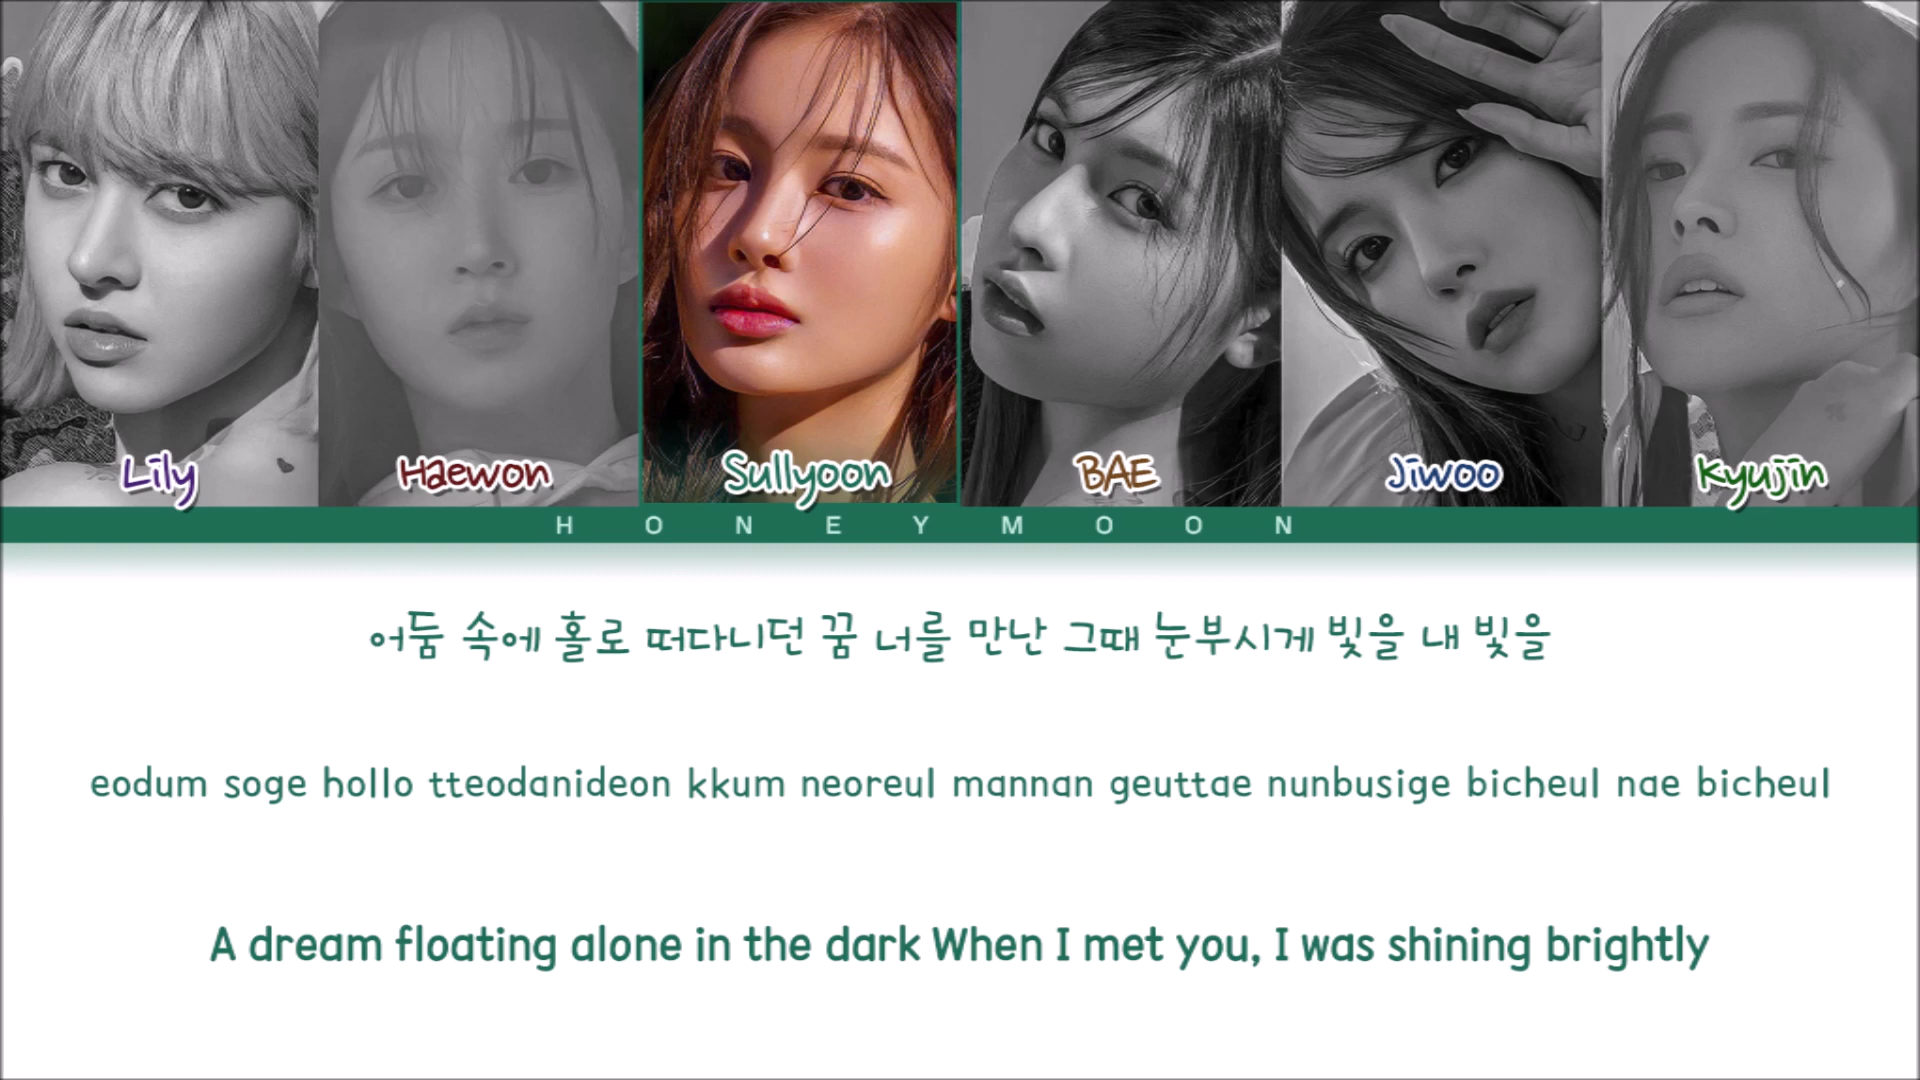 Lily
Haewon
Sullyoon
BAE
Jiwoo
Kyujin
HONEYMOON
어둠 속에 홀로 떠다니던 꿈 너를 만난 그때 눈부시게 빛을 내 빛을
eodum soge hollo tteodanideon kkum neoreul mannan geuttae nunbusige bicheul nae bicheul
A dream floating alone in the dark When I met you, I was shining brightly